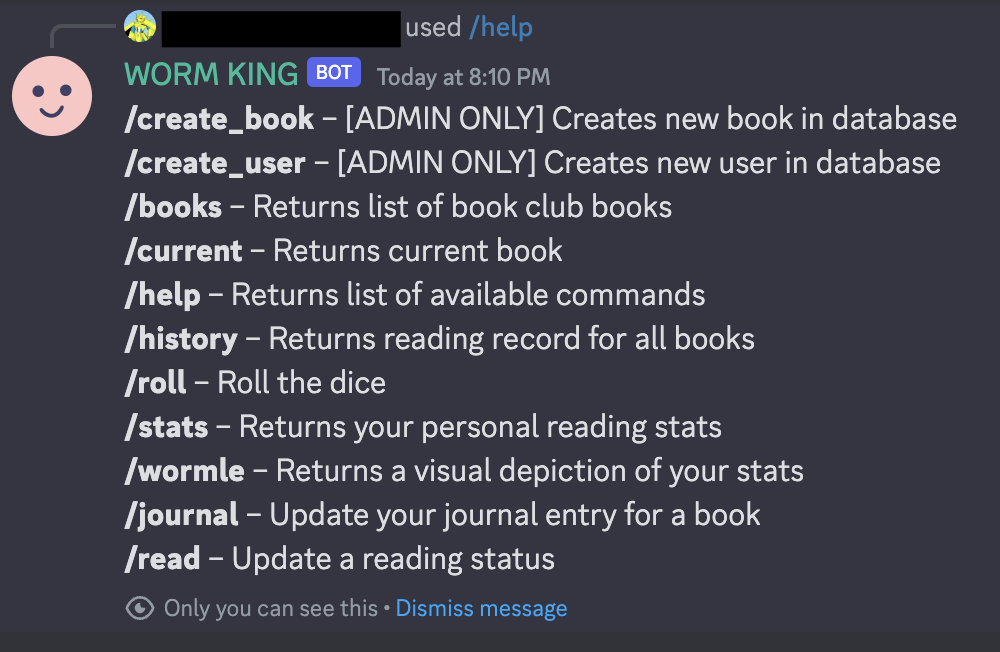 used /help
WORM KING BOT Today at 8:10 PM
/create_book – [ADMIN ONLY] Creates new book in database
/create_user – [ADMIN ONLY] Creates new user in database
/books – Returns list of book club books
/current – Returns current book
/help – Returns list of available commands
/history – Returns reading record for all books
/roll – Roll the dice
/stats – Returns your personal reading stats
/wormle – Returns a visual depiction of your stats
/journal – Update your journal entry for a book
/read – Update a reading status
Only you can see this • Dismiss message